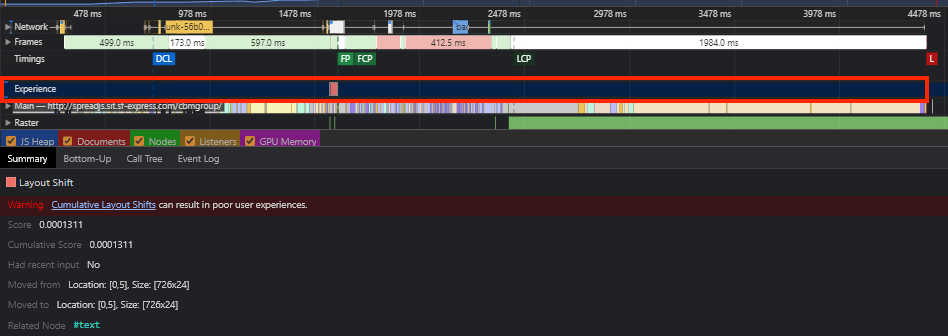 478 ms 978 ms 1478 ms 1978 ms 2478 ms 2978 ms 3478 ms 3978 ms 4478 ms
Network unk-56b0... ba
Frames 499.0 ms 173.0 ms 597.0 ms 412.5 ms 1984.0 ms
Timings DCL FP FCP LCP L
Experience
Main — http://spreadjs.sit.sf-express.com/cbmgroup/
Raster
JS Heap Documents Nodes Listeners GPU Memory
Summary Bottom-Up Call Tree Event Log
Layout Shift
Warning Cumulative Layout Shifts can result in poor user experiences.
Score 0.0001311
Cumulative Score 0.0001311
Had recent input No
Moved from Location: [0,5], Size: [726x24]
Moved to Location: [0,5], Size: [726x24]
Related Node #text